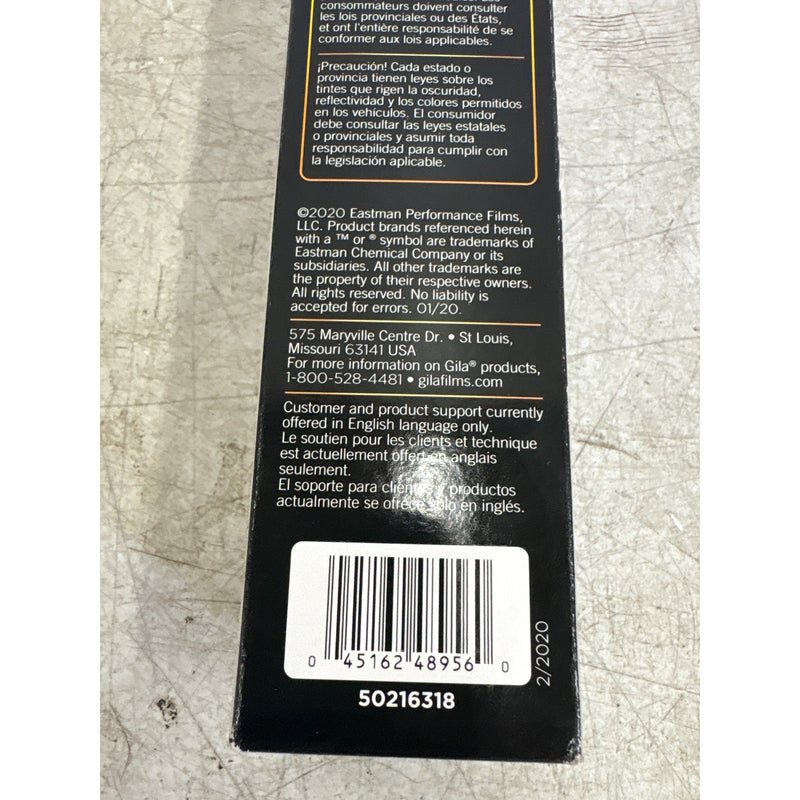 consommateurs doivent consulter
les lois provinciales ou des États,
et ont l'entière responsabilité de se
conformer aux lois applicables.
¡Precaución! Cada estado o
provincia tienen leyes sobre los
tintes que rigen la oscuridad,
reflectividad y los colores permitidos
en los vehículos. El consumidor
debe consultar las leyes estatales
o provinciales y asumir toda
responsabilidad para cumplir con
la legislación aplicable.
©2020 Eastman Performance Films,
LLC. Product brands referenced herein
with a ™ or ® symbol are trademarks of
Eastman Chemical Company or its
subsidiaries. All other trademarks are
the property of their respective owners.
All rights reserved. No liability is
accepted for errors. 01/20.
575 Maryville Centre Dr. • St Louis,
Missouri 63141 USA
For more information on Gila® products,
1-800-528-4481 • gilafilms.com
Customer and product support currently
offered in English language only.
Le soutien pour les clients et technique
est actuellement offert en anglais
seulement.
El soporte para clientes y productos
actualmente se ofrece sólo en inglés.
0 45162 48956 0
2/2020
50216318